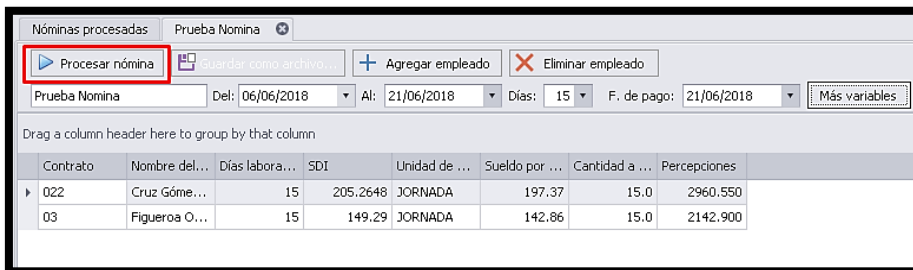 Nóminas procesadas Prueba Nomina
Procesar nómina Guardar como archivo... Agregar empleado Eliminar empleado
Prueba Nomina Del: 06/06/2018 Al: 21/06/2018 Días: 15 F. de pago: 21/06/2018 Más variables
Drag a column header here to group by that column
Contrato Nombre del... Días labora... SDI Unidad de ... Sueldo por ... Cantidad a ... Percepciones
022 Cruz Góme... 15 205.2648 JORNADA 197.37 15.0 2960.550
03 Figueroa O... 15 149.29 JORNADA 142.86 15.0 2142.900